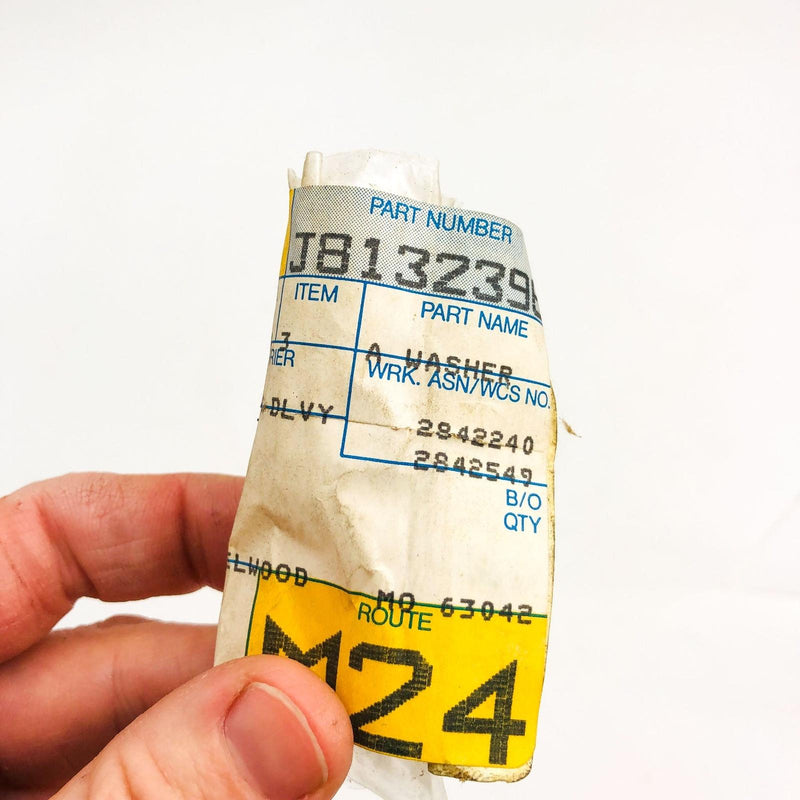 PART NUMBER
J813239
ITEM
PART NAME
3
A WASHER
RIER
WRK. ASN/WCS NO.
DLVY
2842240
2842549
B/O
QTY
ELWOOD MO 63042
ROUTE
M24